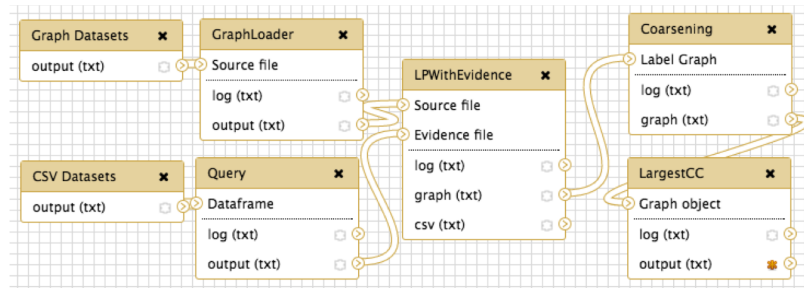 Graph Datasets ✖
output (txt)
GraphLoader ✖
Source file
log (txt)
output (txt)
CSV Datasets ✖
output (txt)
Query ✖
Dataframe
log (txt)
output (txt)
LPWithEvidence ✖
Source file
Evidence file
log (txt)
graph (txt)
csv (txt)
Coarsening ✖
Label Graph
log (txt)
graph (txt)
LargestCC ✖
Graph object
log (txt)
output (txt)